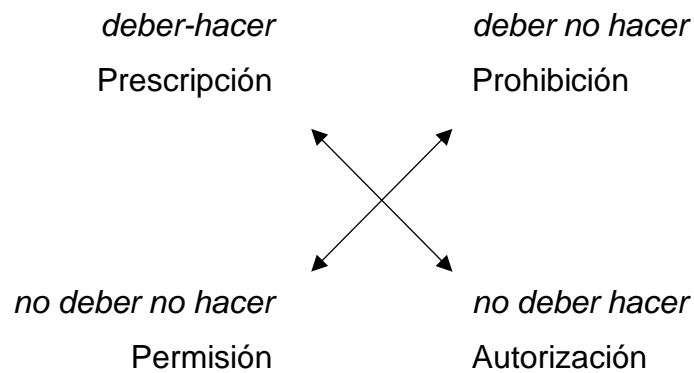 deber-hacer deber no hacer
Prescripción Prohibición
no deber no hacer no deber hacer
Permisión Autorización